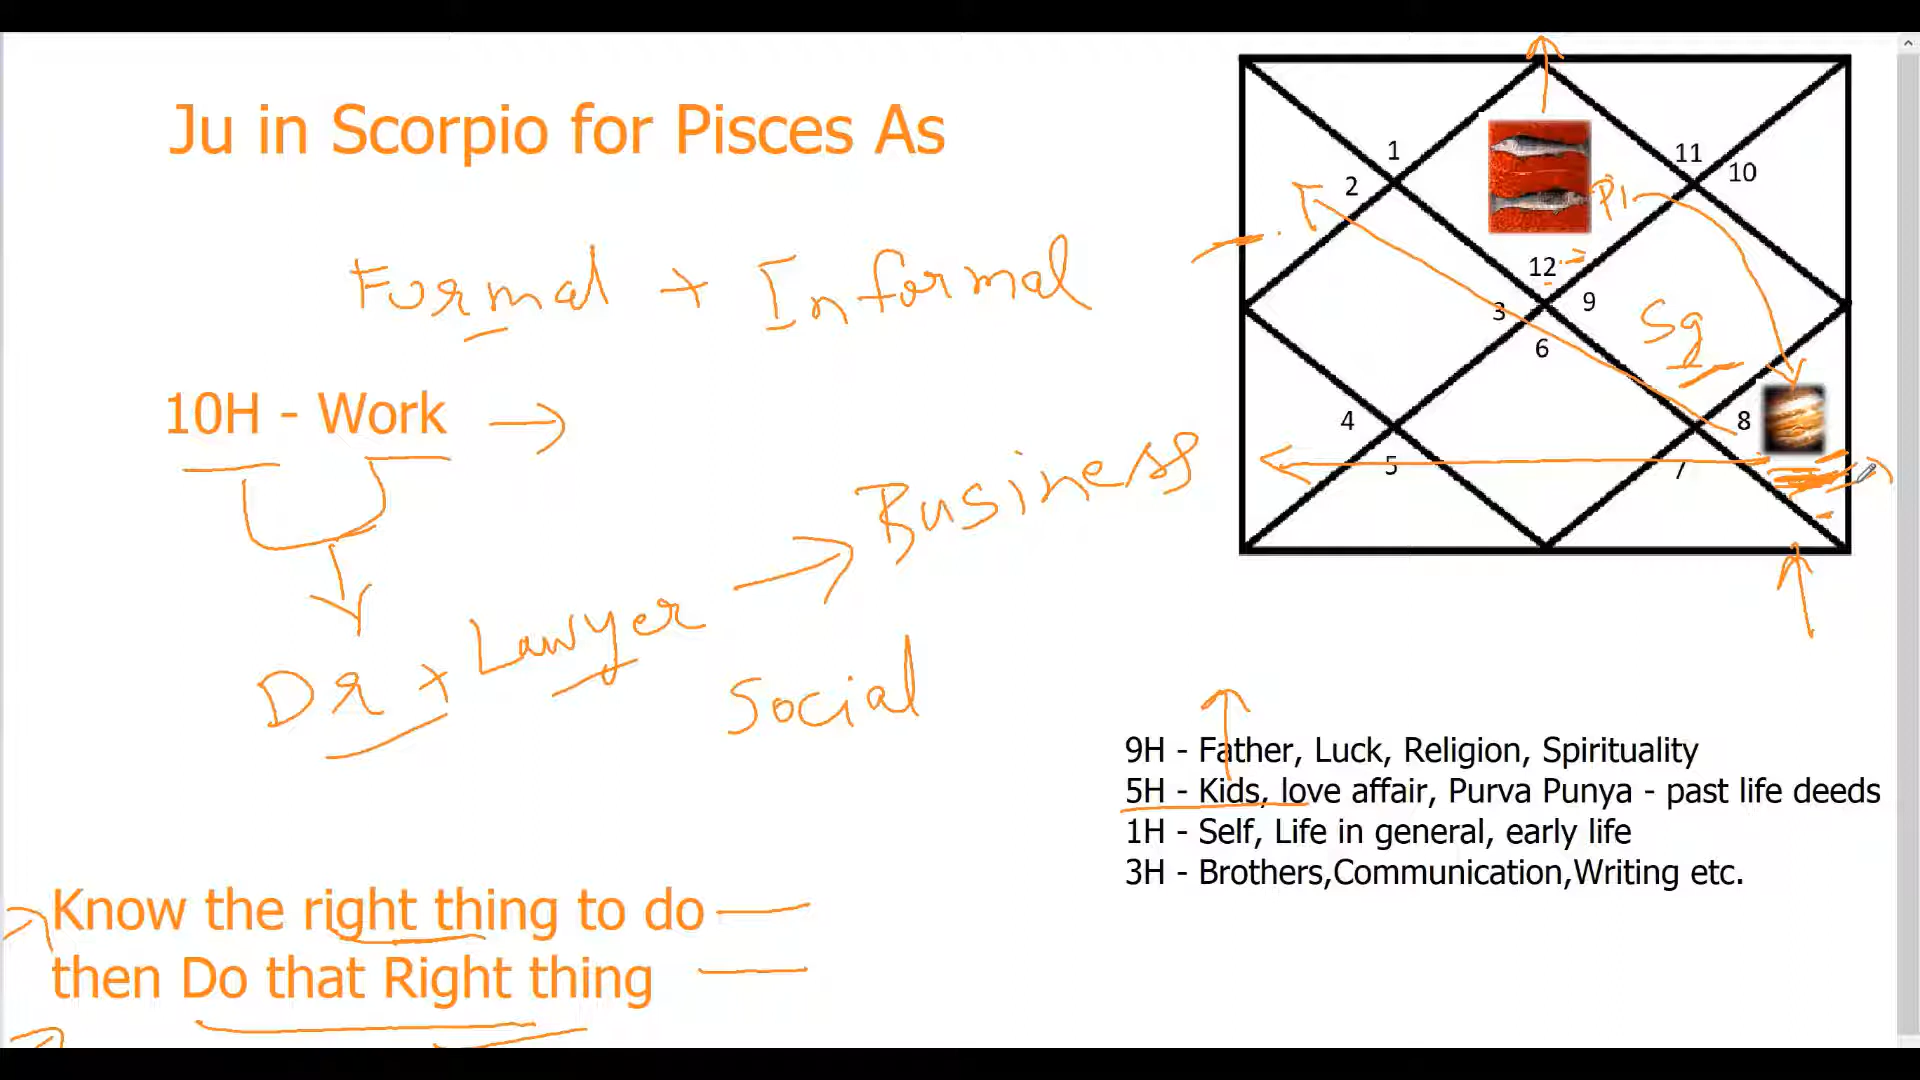 Ju in Scorpio for Pisces As
Formal + Informal
10H - Work
Business
Dr + Lawyer
Social
Know the right thing to do
then Do that Right thing
1
2
11
10
Pi
12
3
9
6
Sg
4
8
5
7
9H - Father, Luck, Religion, Spirituality
5H - Kids, love affair, Purva Punya - past life deeds
1H - Self, Life in general, early life
3H - Brothers,Communication,Writing etc.